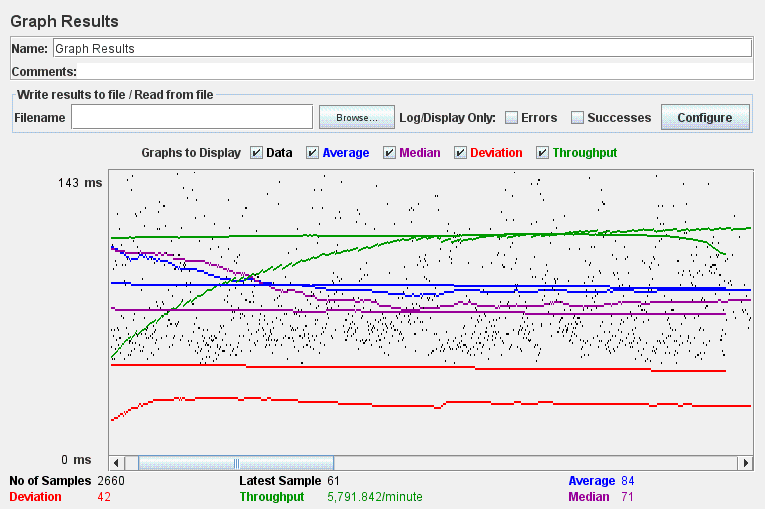 Graph Results
Name: Graph Results
Comments:
Write results to file / Read from file
Filename Browse... Log/Display Only: Errors Successes Configure
Graphs to Display Data Average Median Deviation Throughput
143 ms
0 ms
No of Samples 2660 Latest Sample 61 Average 84
Deviation 42 Throughput 5,791.842/minute Median 71